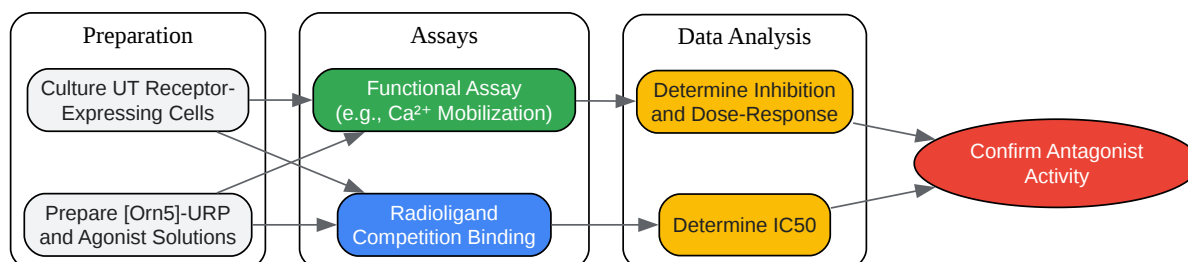 Preparation
Culture UT Receptor-
Expressing Cells
Prepare [Orn5]-URP
and Agonist Solutions
Assays
Functional Assay
(e.g., Ca²⁺ Mobilization)
Radioligand
Competition Binding
Data Analysis
Determine Inhibition
and Dose-Response
Determine IC50
Confirm Antagonist
Activity